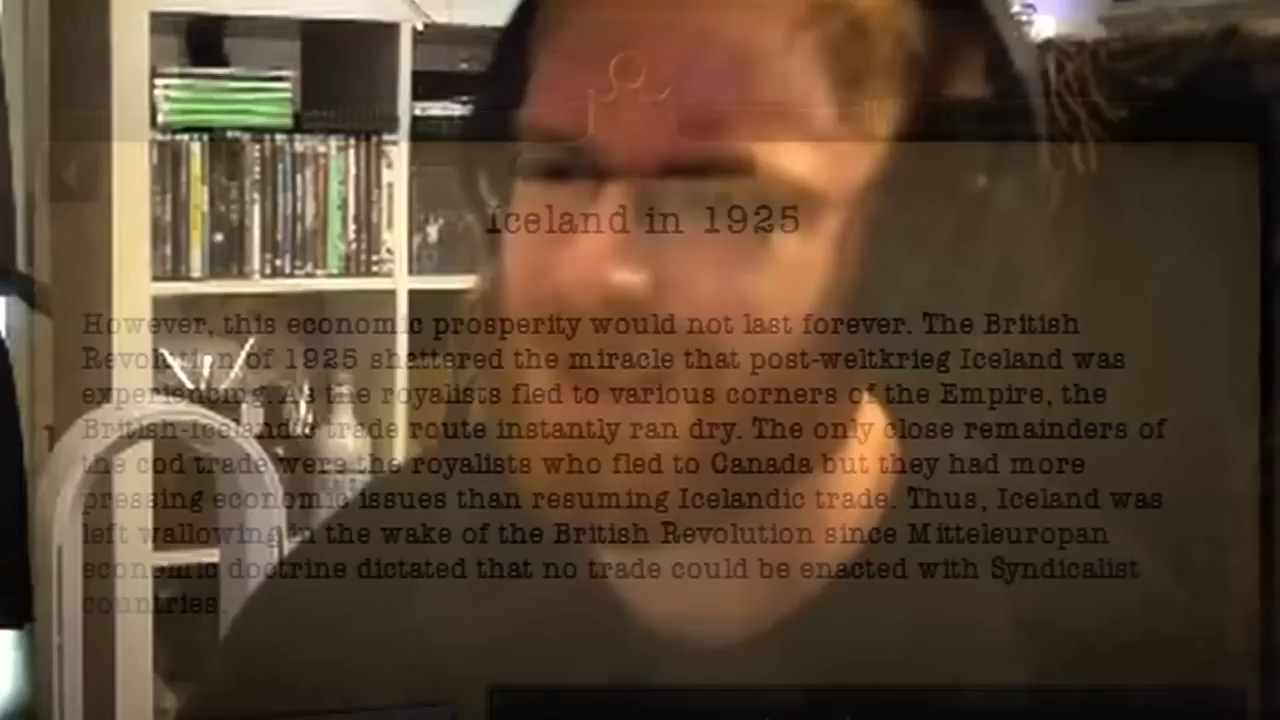 Iceland in 1925
However, this economic prosperity would not last forever. The British
Revolution of 1925 shattered the miracle that post-weltkrieg Iceland was
experiencing. As the royalists fled to various corners of the Empire, the
British-Icelandic trade route instantly ran dry. The only close remainders of
the cod trade were the royalists who fled to Canada but they had more
pressing economic issues than resuming Icelandic trade. Thus, Iceland was
left wallowing in the wake of the British Revolution since Mitteleuropan
economic doctrine dictated that no trade could be enacted with Syndicalist
countries.